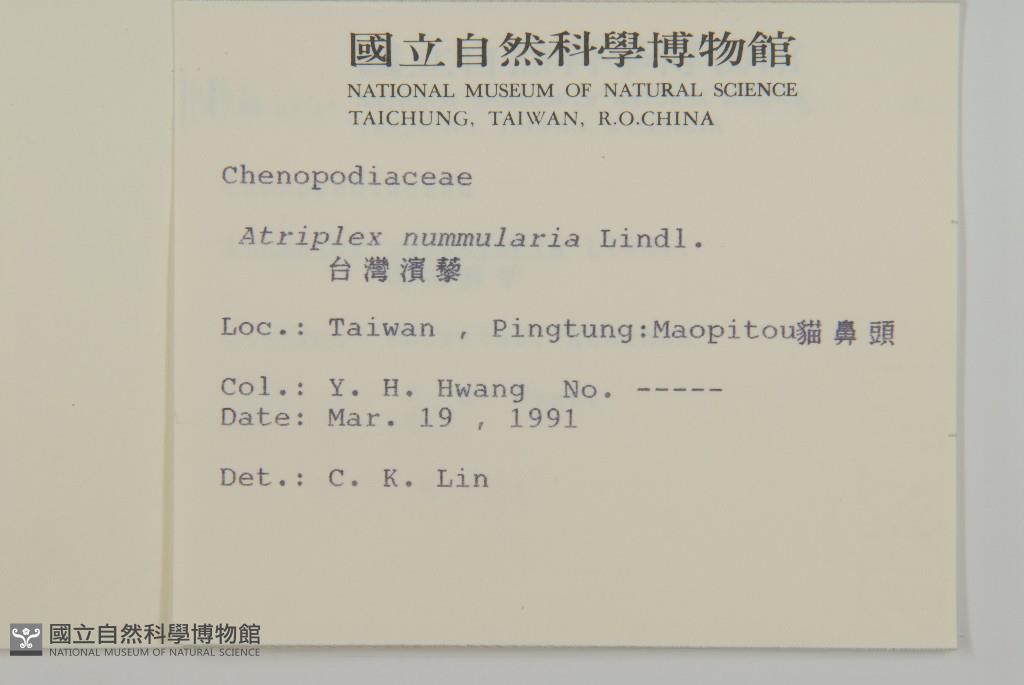 國立自然科學博物館
NATIONAL MUSEUM OF NATURAL SCIENCE
TAICHUNG, TAIWAN, R.O.CHINA
Chenopodiaceae
Atriplex nummularia Lindl.
台灣濱藜
Loc.: Taiwan , Pingtung:Maopitou貓鼻頭
Col.: Y. H. Hwang No. -----
Date: Mar. 19 , 1991
Det.: C. K. Lin
國立自然科學博物館
NATIONAL MUSEUM OF NATURAL SCIENCE